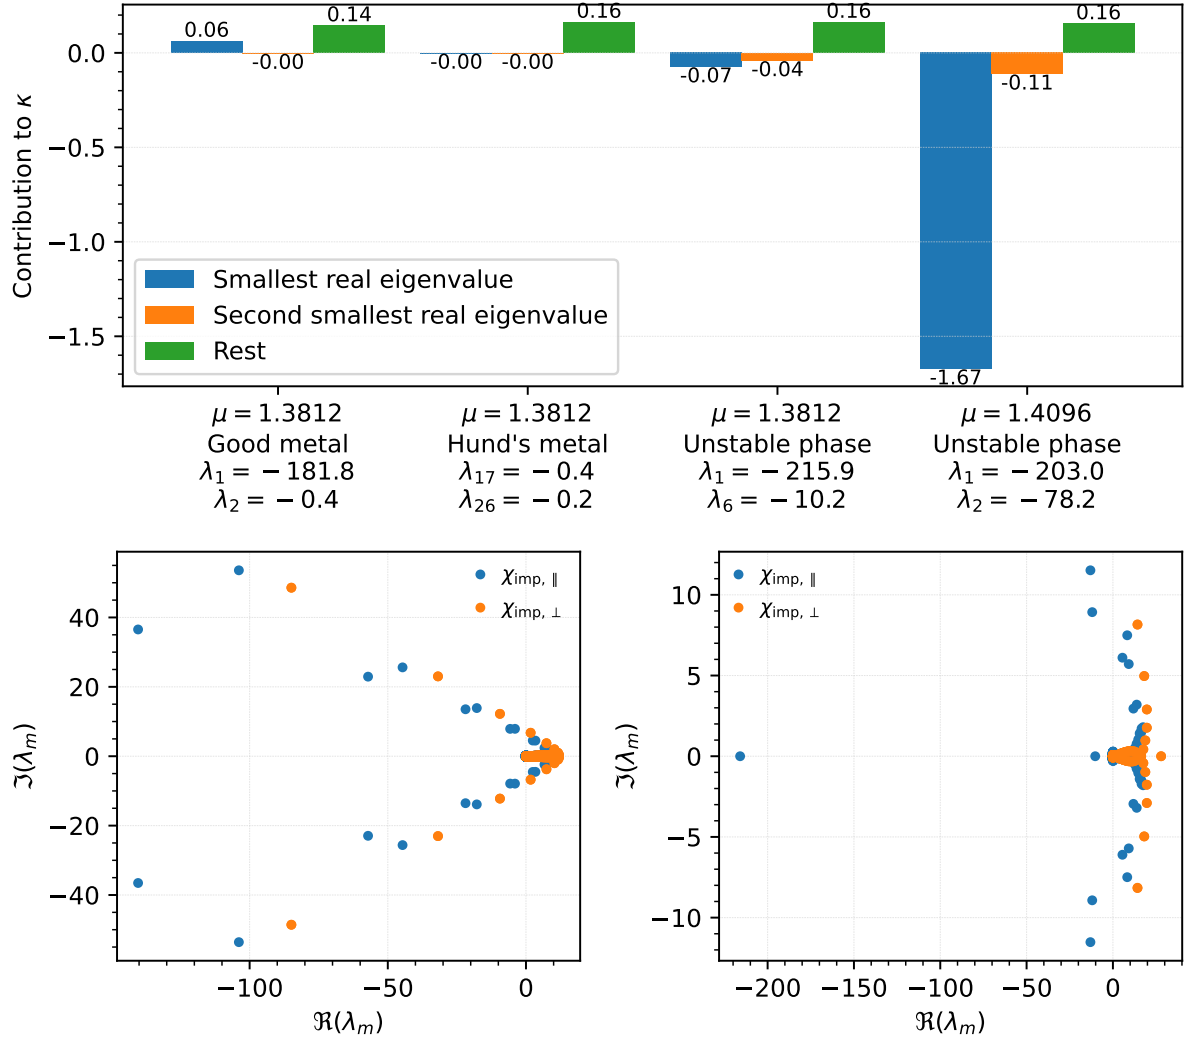 0.06
-0.00
0.14
-0.00
-0.00
0.16
-0.07
-0.04
0.16
-1.67
-0.11
0.16
0.0
−0.5
−1.0
−1.5
Contribution to κ
Smallest real eigenvalue
Second smallest real eigenvalue
Rest
μ = 1.3812
Good metal
λ₁ = −181.8
λ₂ = −0.4
μ = 1.3812
Hund's metal
λ₁₇ = −0.4
λ₂₆ = −0.2
μ = 1.3812
Unstable phase
λ₁ = −215.9
λ₆ = −10.2
μ = 1.4096
Unstable phase
λ₁ = −203.0
λ₂ = −78.2
ℑ(λₘ)
40
20
0
−20
−40
χimp, ∥
χimp, ⊥
−100
−50
0
ℜ(λₘ)
ℑ(λₘ)
10
5
0
−5
−10
χimp, ∥
χimp, ⊥
−200
−150
−100
−50
0
ℜ(λₘ)